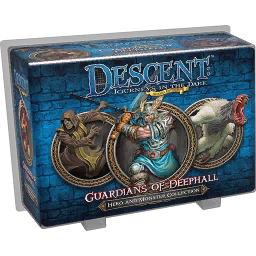 DESCENT
JOURNEYS IN THE DARK
GUARDIANS OF DEEPHALL
HERO AND MONSTER COLLECTION